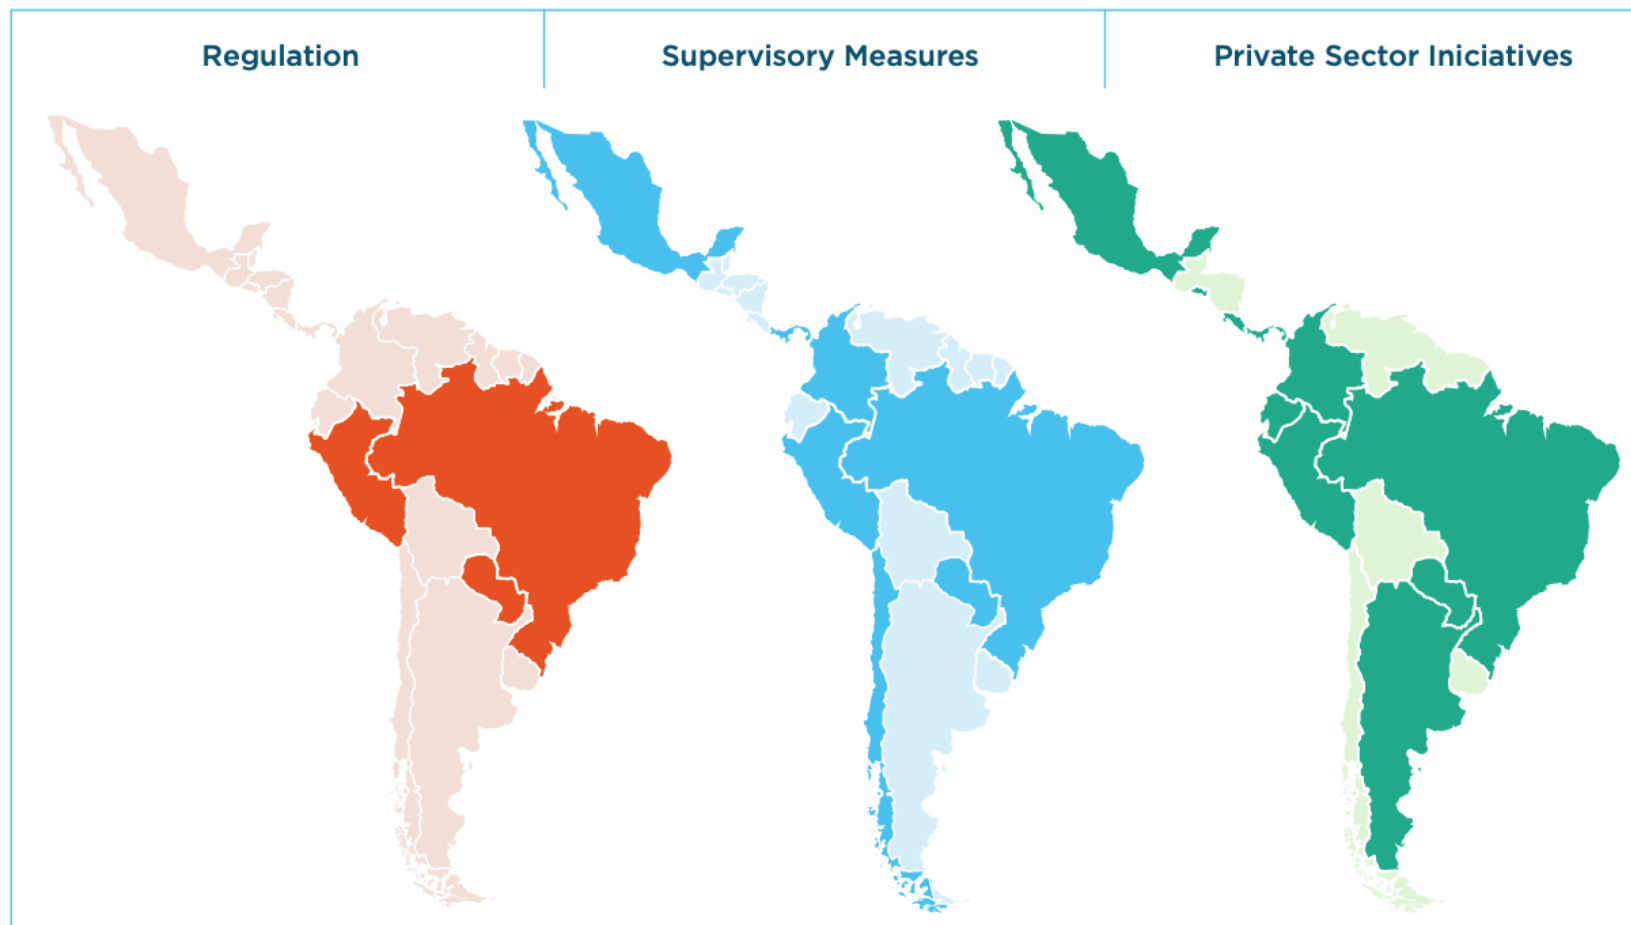 Regulation
Supervisory Measures
Private Sector Iniciatives